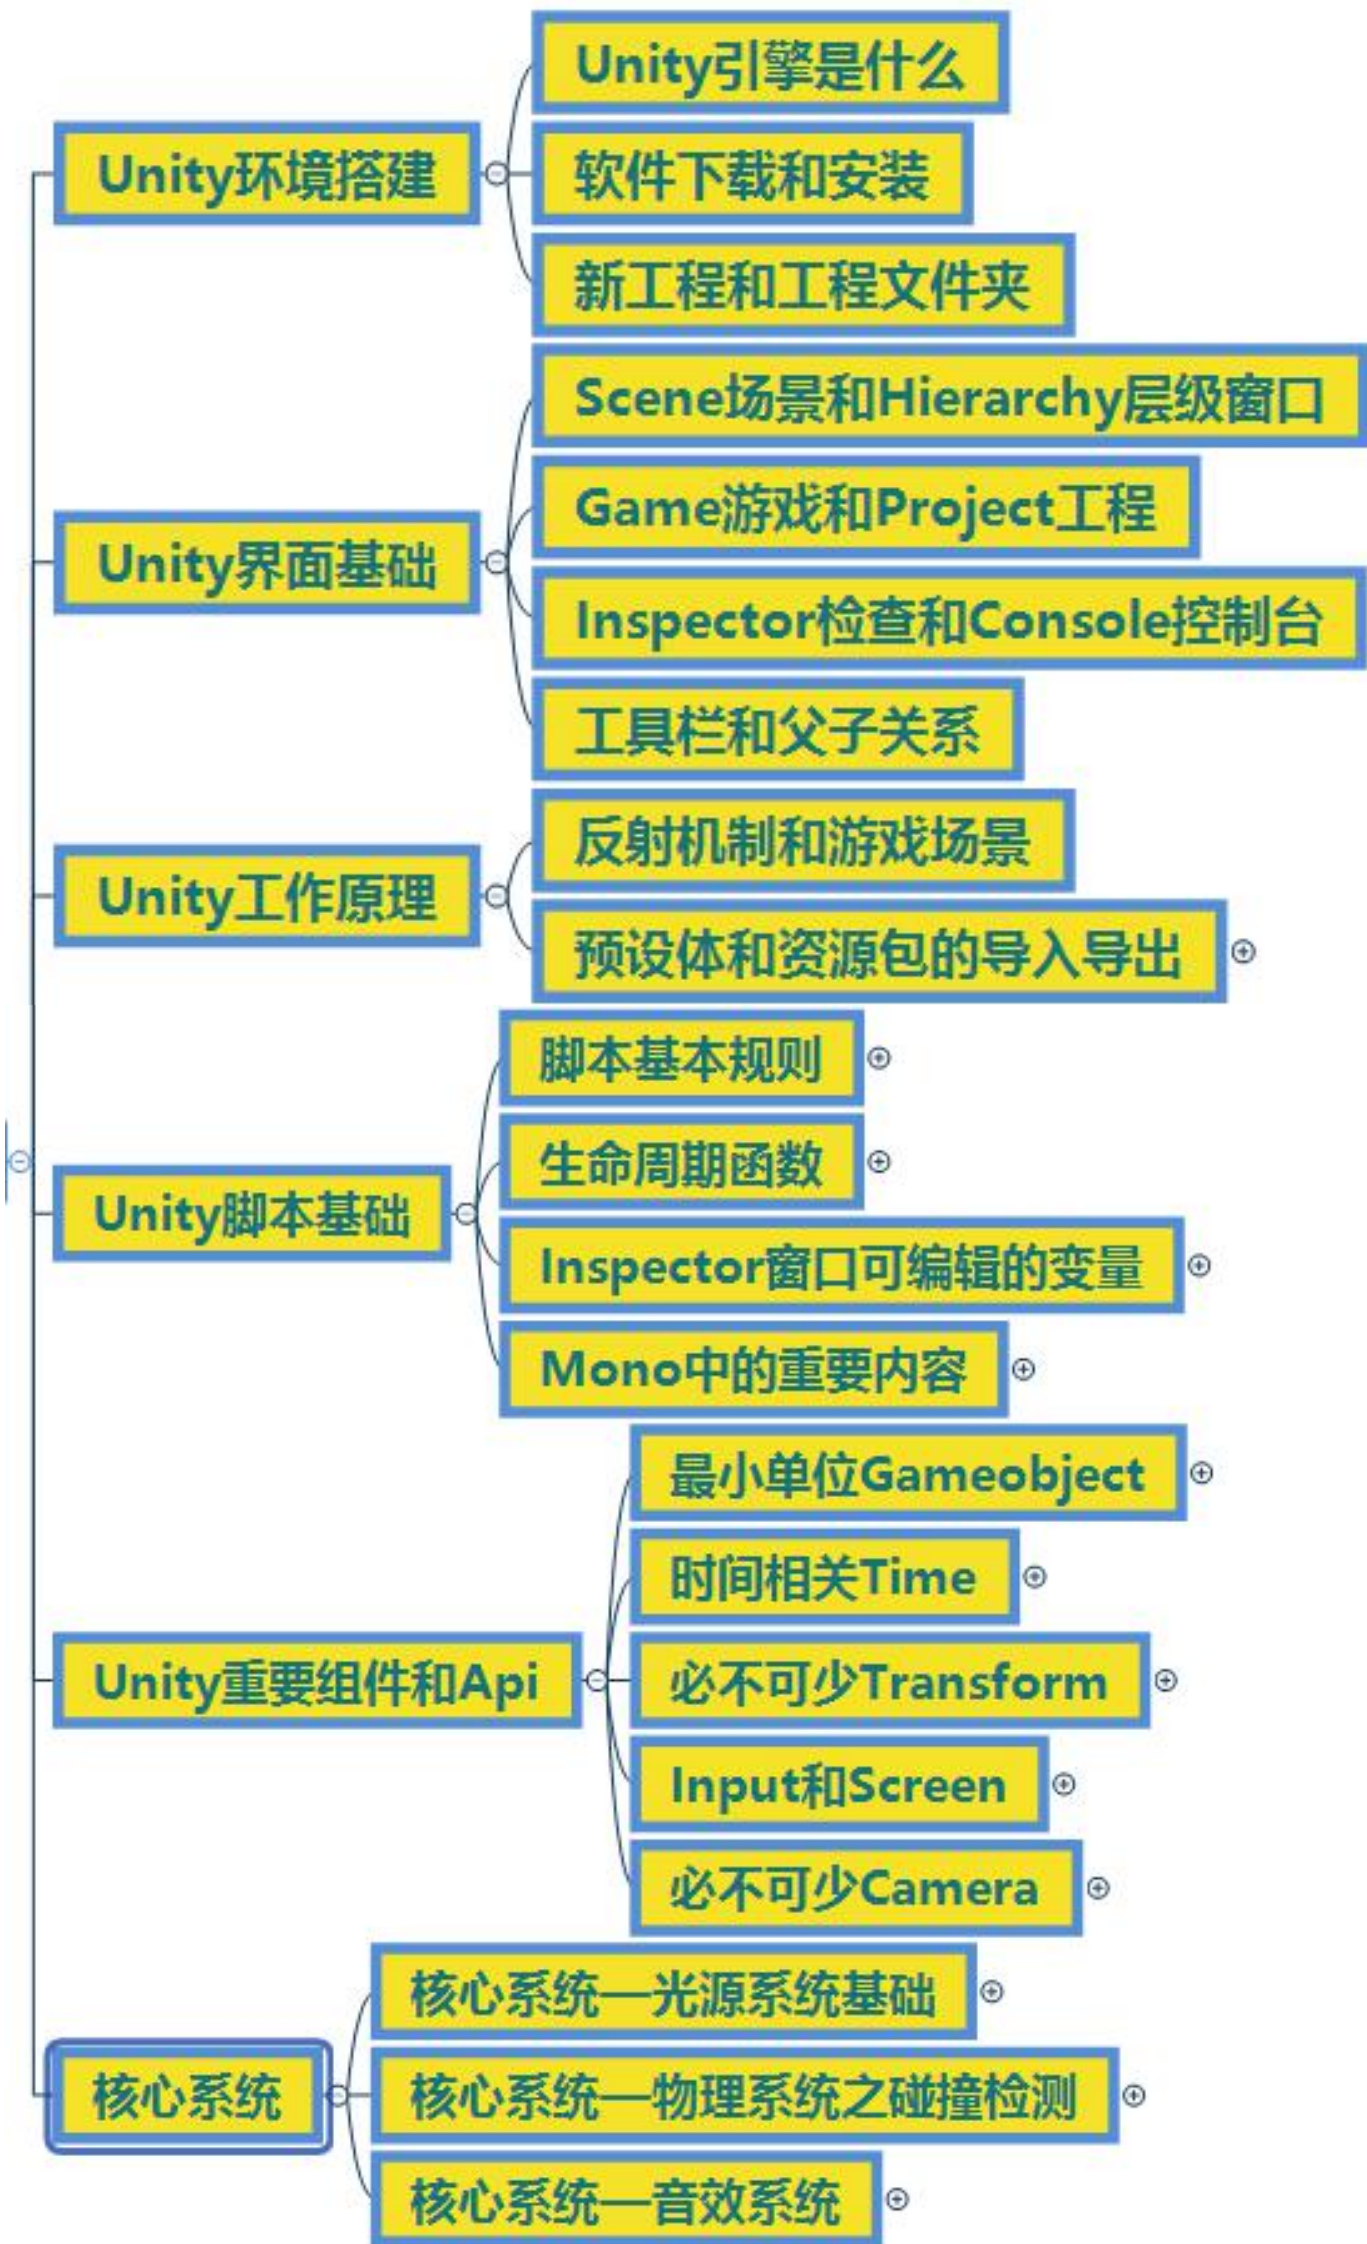 Unity环境搭建
Unity引擎是什么
软件下载和安装
新工程和工程文件夹
Unity界面基础
Scene场景和Hierarchy层级窗口
Game游戏和Project工程
Inspector检查和Console控制台
工具栏和父子关系
Unity工作原理
反射机制和游戏场景
预设体和资源包的导入导出
Unity脚本基础
脚本基本规则
生命周期函数
Inspector窗口可编辑的变量
Mono中的重要内容
Unity重要组件和Api
最小单位Gameobject
时间相关Time
必不可少Transform
Input和Screen
必不可少Camera
核心系统
核心系统—光源系统基础
核心系统—物理系统之碰撞检测
核心系统—音效系统